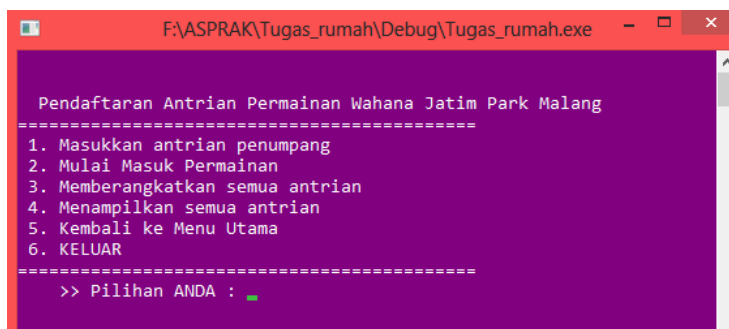 F:\ASPRAK\Tugas_rumah\Debug\Tugas_rumah.exe
Pendaftaran Antrian Permainan Wahana Jatim Park Malang
============================================
1. Masukkan antrian penumpang
2. Mulai Masuk Permainan
3. Memberangkatkan semua antrian
4. Menampilkan semua antrian
5. Kembali ke Menu Utama
6. KELUAR
============================================
>> Pilihan ANDA :